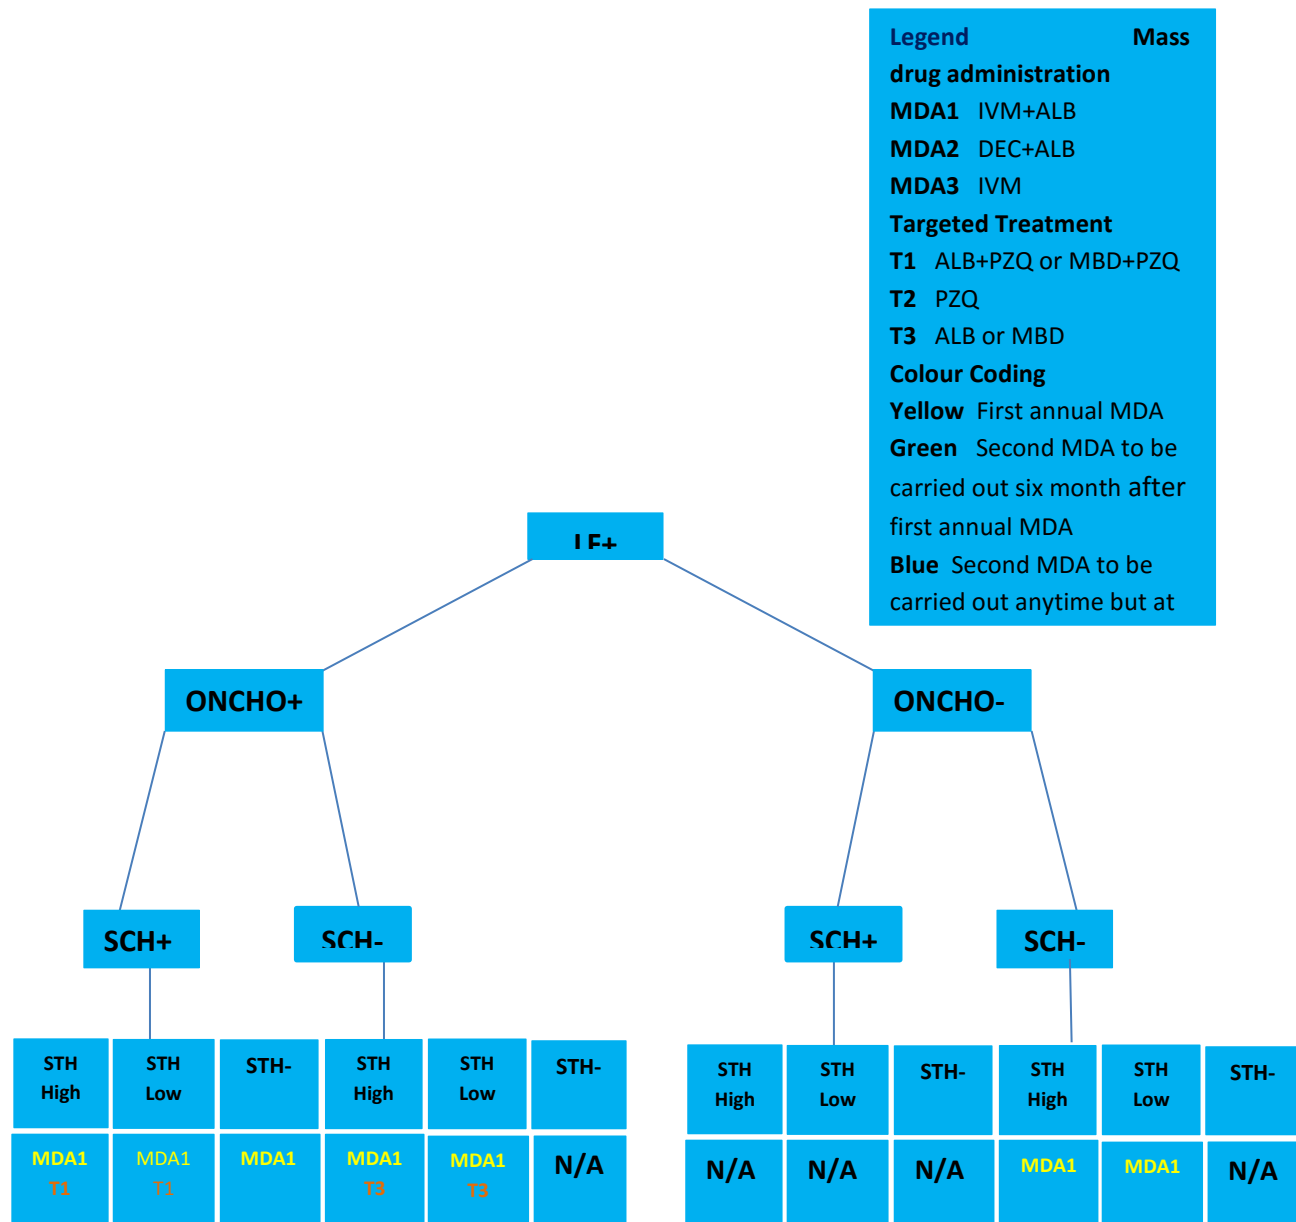 Legend Mass
drug administration
MDA1 IVM+ALB
MDA2 DEC+ALB
MDA3 IVM
Targeted Treatment
T1 ALB+PZQ or MBD+PZQ
T2 PZQ
T3 ALB or MBD
Colour Coding
Yellow First annual MDA
Green Second MDA to be
carried out six month after
first annual MDA
Blue Second MDA to be
carried out anytime but at
LF+
ONCHO+ ONCHO-
SCH+ SCH- SCH+ SCH-
STH STH STH- STH STH STH- STH STH STH- STH STH STH-
High Low High Low High Low High Low
MDA1 MDA1 MDA1 MDA1 MDA1 N/A N/A N/A N/A MDA1 MDA1 N/A
T1 T1 T3 T3